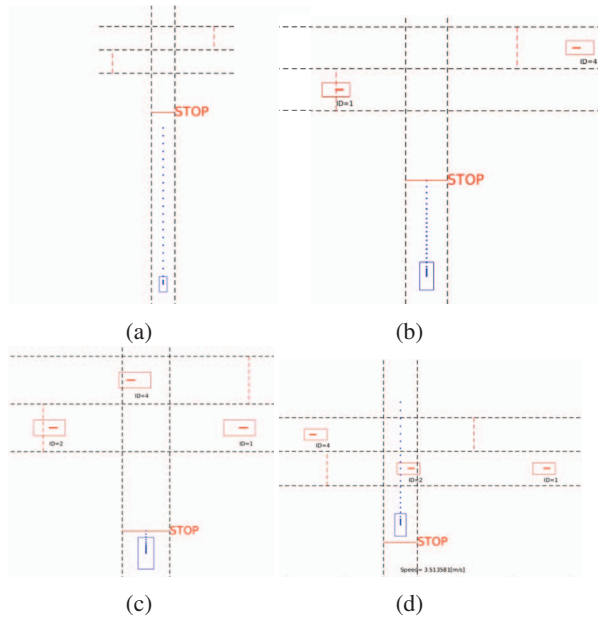 STOP
(a)
ID=4
ID=1
STOP
(b)
ID=4
ID=2
ID=1
STOP
(c)
ID=4
ID=2
ID=1
STOP
Speed= 3.513581[m/s]
(d)